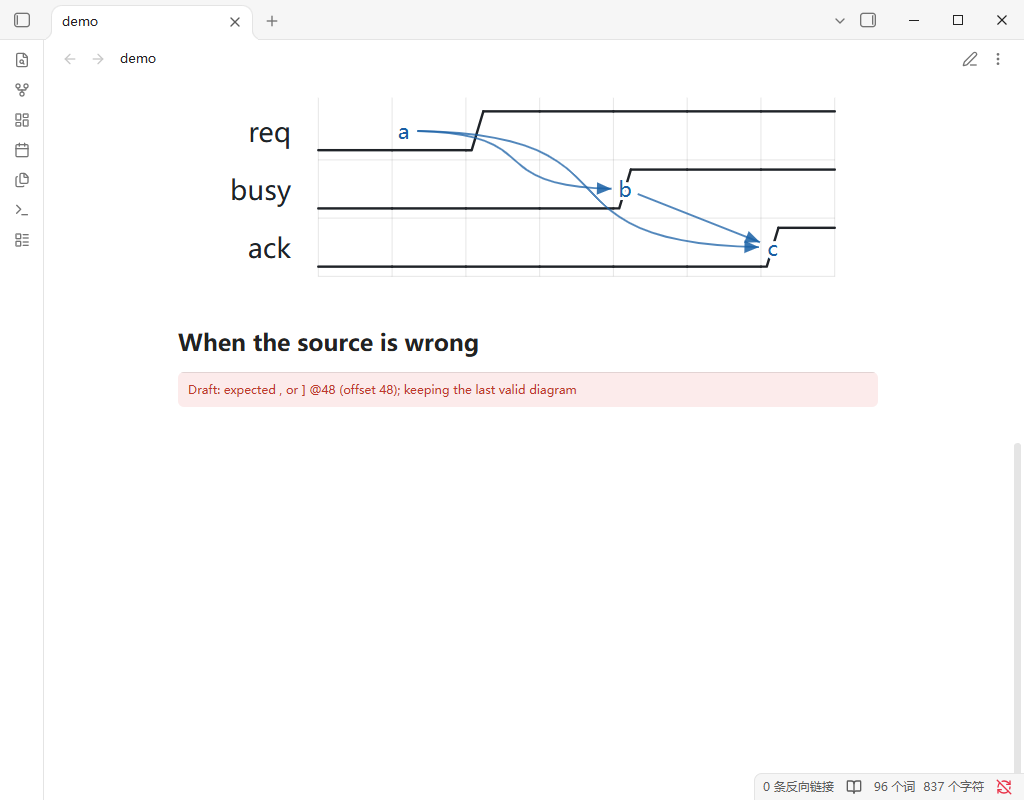 demo
demo
req
a
busy
b
ack
c
When the source is wrong
Draft: expected , or ] @48 (offset 48); keeping the last valid diagram
0 条反向链接 96 个词 837 个字符